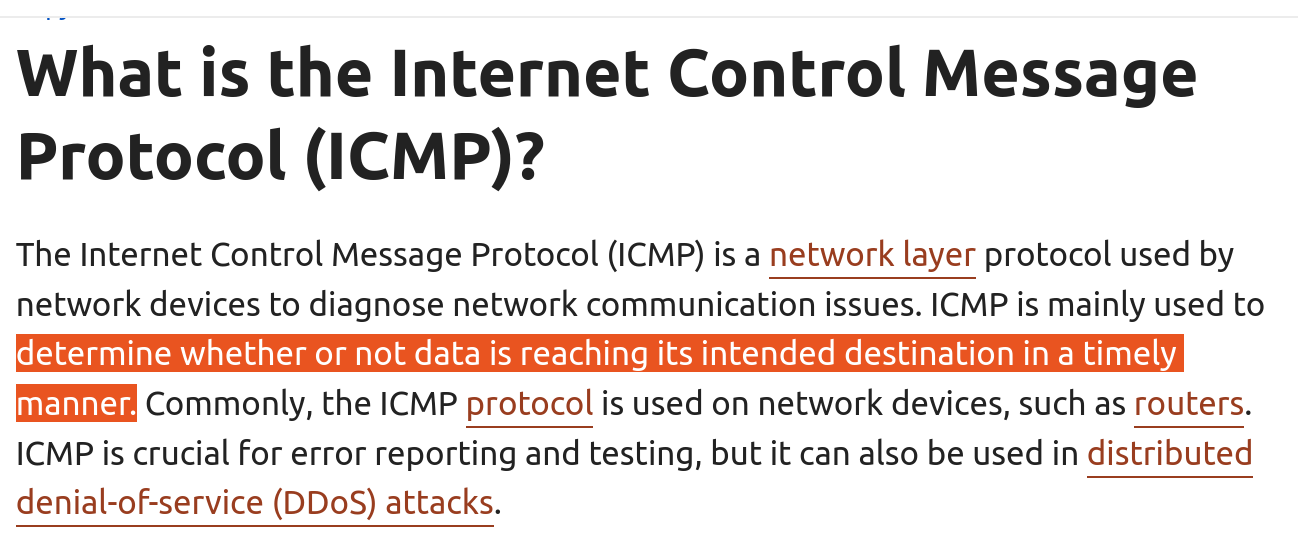 What is the Internet Control Message
Protocol (ICMP)?
The Internet Control Message Protocol (ICMP) is a network layer protocol used by
network devices to diagnose network communication issues. ICMP is mainly used to
determine whether or not data is reaching its intended destination in a timely
manner. Commonly, the ICMP protocol is used on network devices, such as routers.
ICMP is crucial for error reporting and testing, but it can also be used in distributed
denial-of-service (DDoS) attacks.